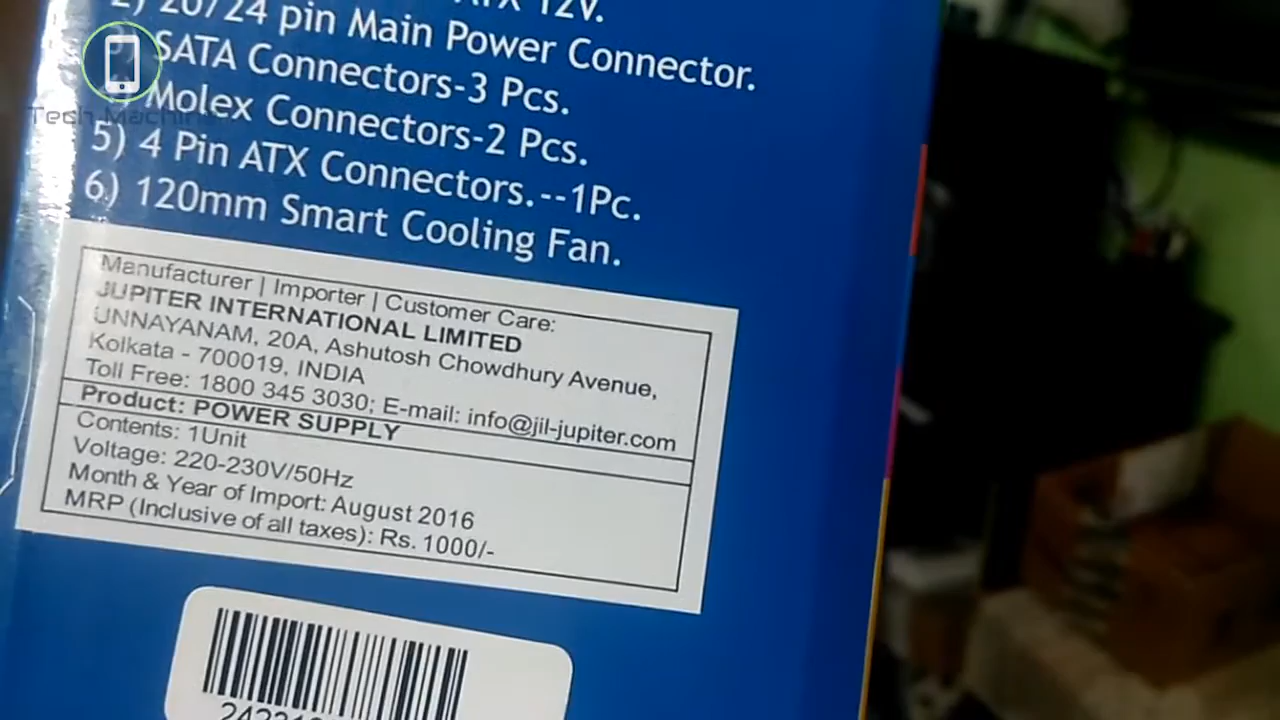 2) 20/24 pin Main Power Connector.
3) SATA Connectors-3 Pcs.
Molex Connectors-2 Pcs.
5) 4 Pin ATX Connectors.--1Pc.
6) 120mm Smart Cooling Fan.
Manufacturer | Importer | Customer Care:
JUPITER INTERNATIONAL LIMITED
UNNAYANAM, 20A, Ashutosh Chowdhury Avenue,
Kolkata - 700019, INDIA
Toll Free: 1800 345 3030; E-mail: info@jil-jupiter.com
Product: POWER SUPPLY
Contents: 1Unit
Voltage: 220-230V/50Hz
Month & Year of Import: August 2016
MRP (Inclusive of all taxes): Rs. 1000/-